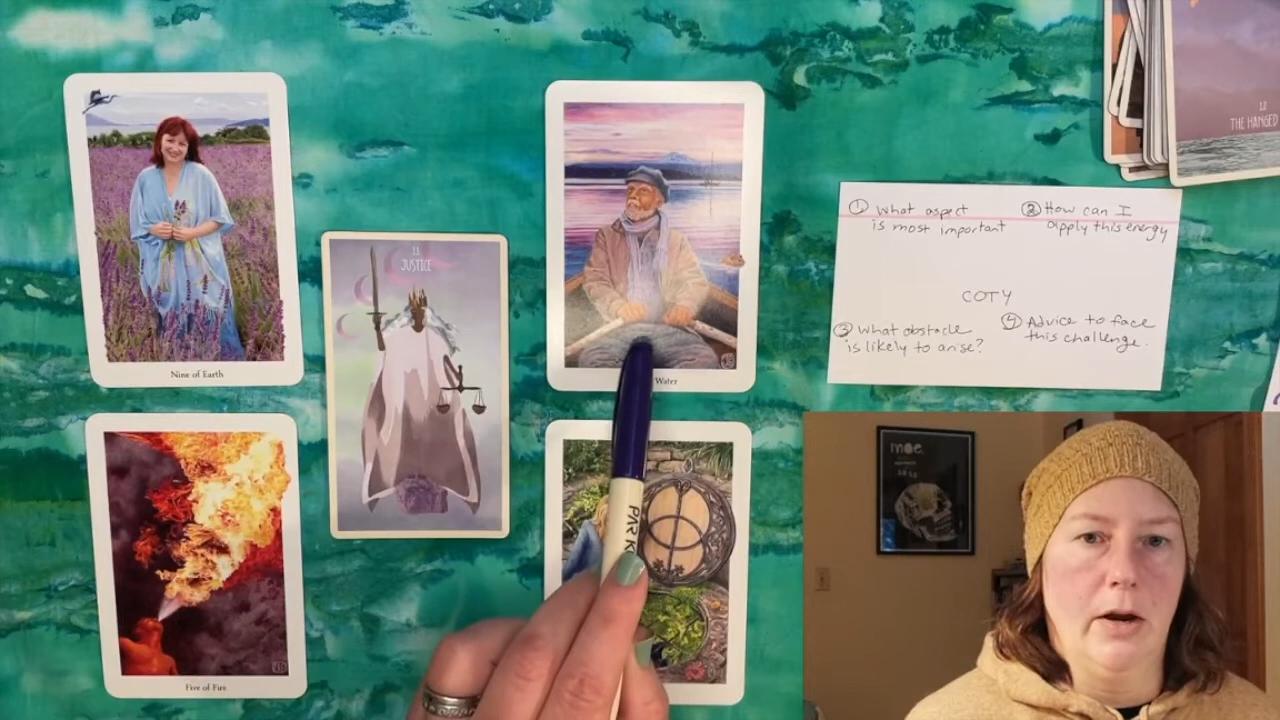 Nine of Earth
11
JUSTICE
Water
Five of Fire
PARK
12
THE HANGED
① What aspect
is most important
② How can I
apply this energy
COTY
③ What obstacle
is likely to arise?
④ Advice to face
this challenge.
moe.